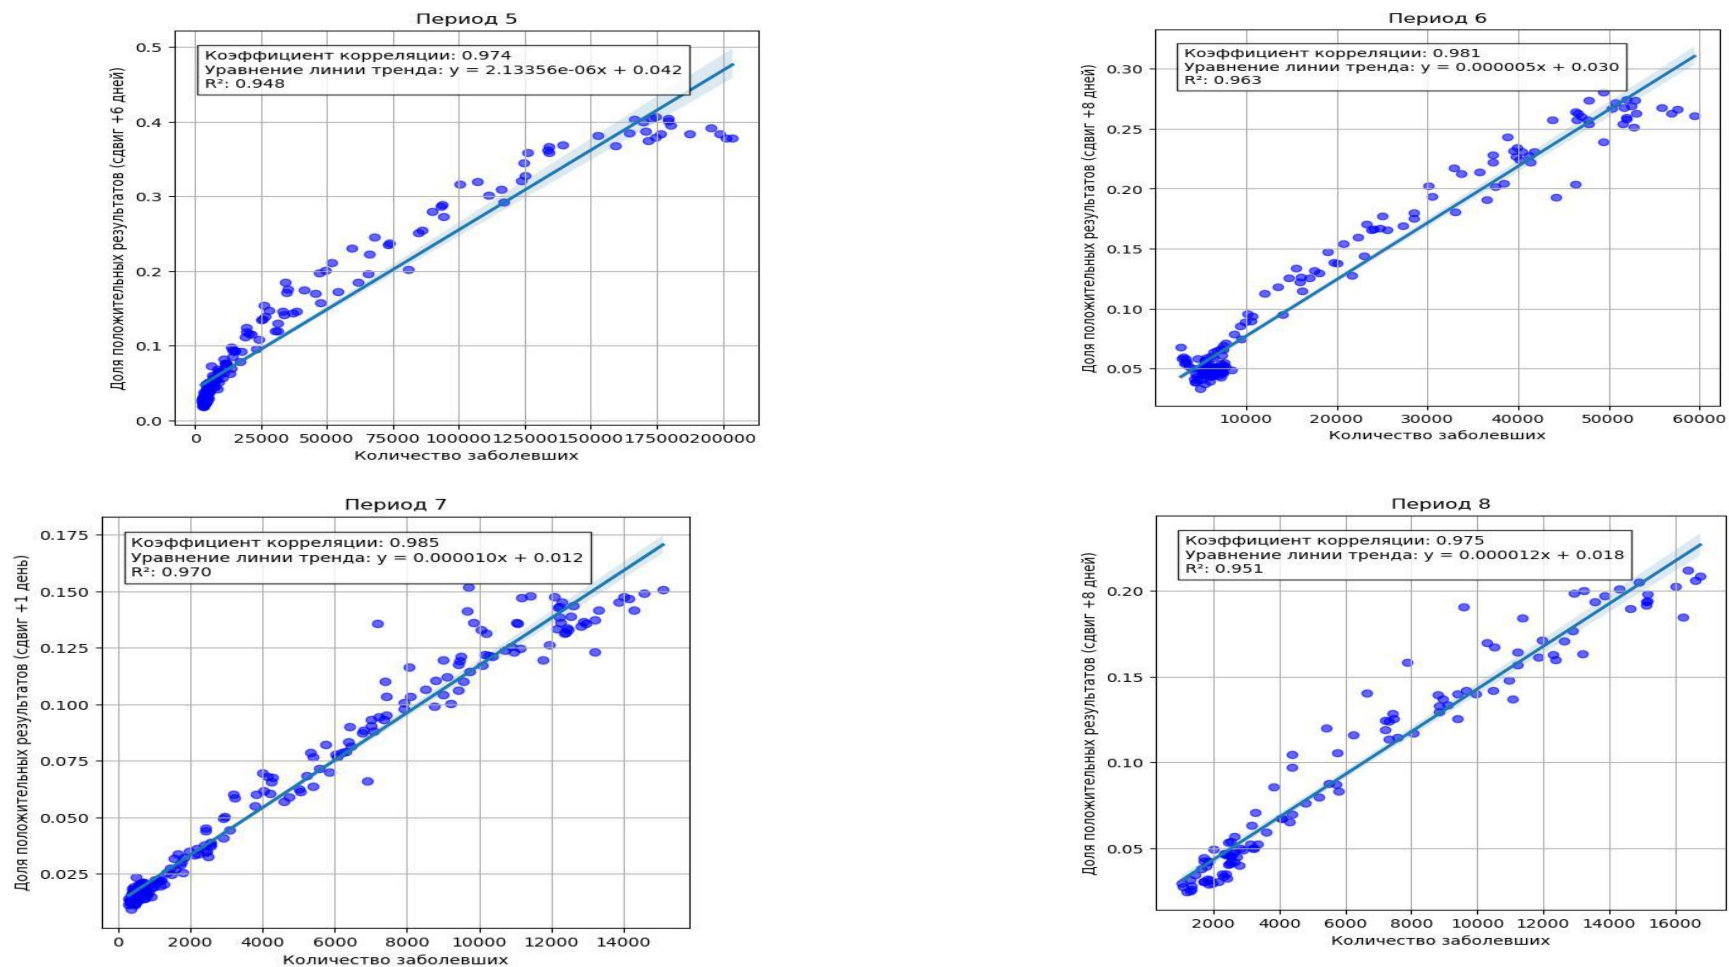 Период 5
Коэффициент корреляции: 0.974
Уравнение линии тренда: y = 2.13356e-06x + 0.042
R²: 0.948
Доля положительных результатов (сдвиг +6 дней)
0.5
0.4
0.3
0.2
0.1
0.0
0 25000 50000 75000 100000 125000 150000 175000 200000
Количество заболевших
Период 6
Коэффициент корреляции: 0.981
Уравнение линии тренда: y = 0.000005x + 0.030
R²: 0.963
Доля положительных результатов (сдвиг +8 дней)
0.30
0.25
0.20
0.15
0.10
0.05
10000 20000 30000 40000 50000 60000
Количество заболевших
Период 7
Коэффициент корреляции: 0.985
Уравнение линии тренда: y = 0.000010x + 0.012
R²: 0.970
Доля положительных результатов (сдвиг +1 день)
0.175
0.150
0.125
0.100
0.075
0.050
0.025
0 2000 4000 6000 8000 10000 12000 14000
Количество заболевших
Период 8
Коэффициент корреляции: 0.975
Уравнение линии тренда: y = 0.000012x + 0.018
R²: 0.951
Доля положительных результатов (сдвиг +8 дней)
0.20
0.15
0.10
0.05
2000 4000 6000 8000 10000 12000 14000 16000
Количество заболевших